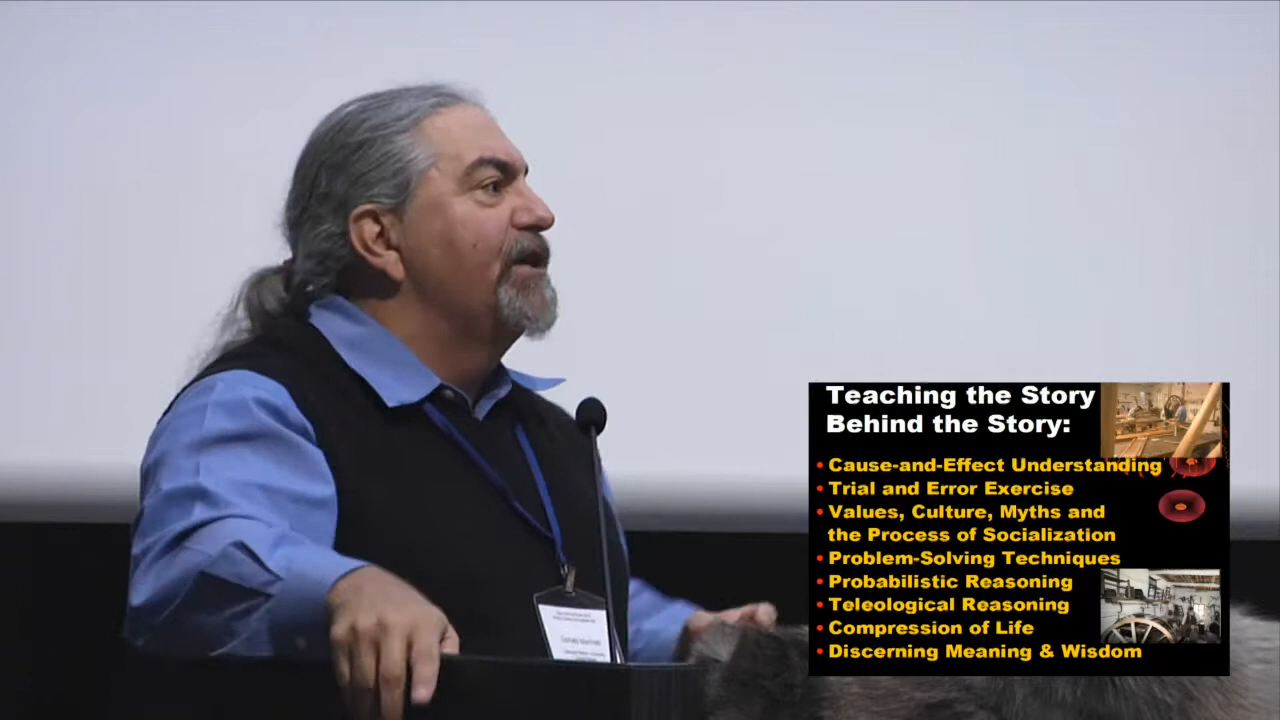 Teaching the Story
Behind the Story:
• Cause-and-Effect Understanding
• Trial and Error Exercise
• Values, Culture, Myths and
the Process of Socialization
• Problem-Solving Techniques
• Probabilistic Reasoning
• Teleological Reasoning
• Compression of Life
• Discerning Meaning & Wisdom